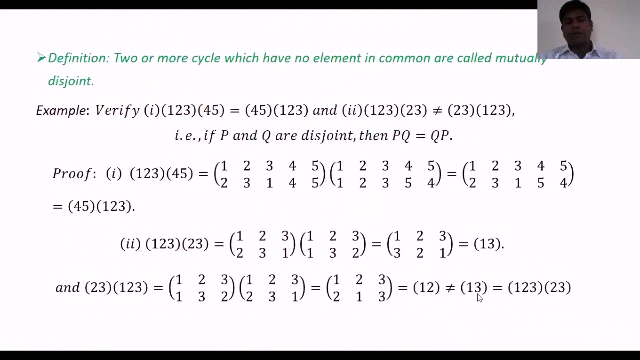 ➢Definition: Two or more cycle which have no element in common are called mutually
disjoint.
Example: Verify (i)(123)(45) = (45)(123) and (ii)(123)(23) ≠ (23)(123),
i.e., if P and Q are disjoint, then PQ = QP.
Proof: (i) (123)(45) = (1 2 3 4 5 / 2 3 1 4 5)(1 2 3 4 5 / 1 2 3 5 4) = (1 2 3 4 5 / 2 3 1 5 4)
= (45)(123).
(ii) (123)(23) = (1 2 3 / 2 3 1)(1 2 3 / 1 3 2) = (1 2 3 / 3 2 1) = (13).
and (23)(123) = (1 2 3 / 1 3 2)(1 2 3 / 2 3 1) = (1 2 3 / 2 1 3) = (12) ≠ (13) = (123)(23)